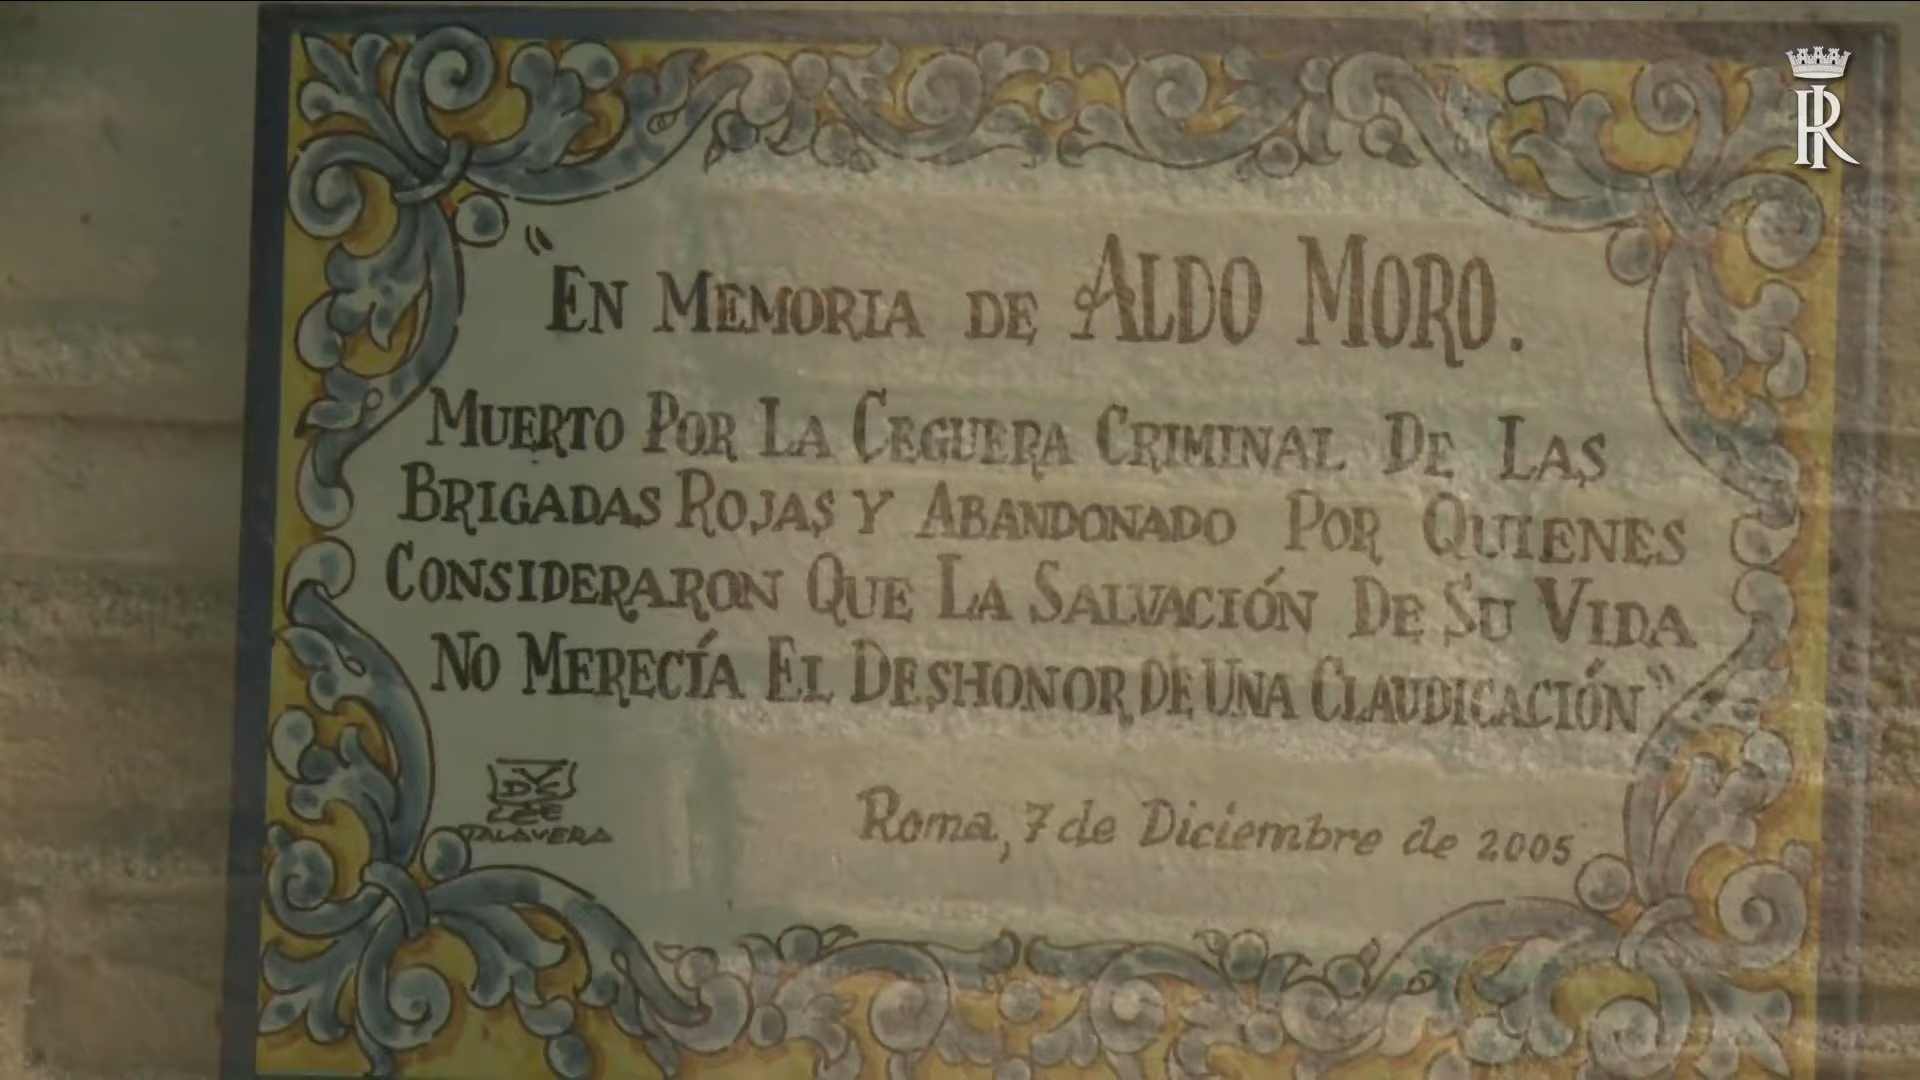 "EN MEMORIA DE ALDO MORO.
MUERTO POR LA CEGUERA CRIMINAL DE LAS
BRIGADAS ROJAS Y ABANDONADO POR QUIENES
CONSIDERARON QUE LA SALVACIÓN DE SU VIDA
NO MERECÍA EL DESHONOR DE UNA CLAUDICACIÓN"
TALAVERA
Roma, 7 de Diciembre de 2005